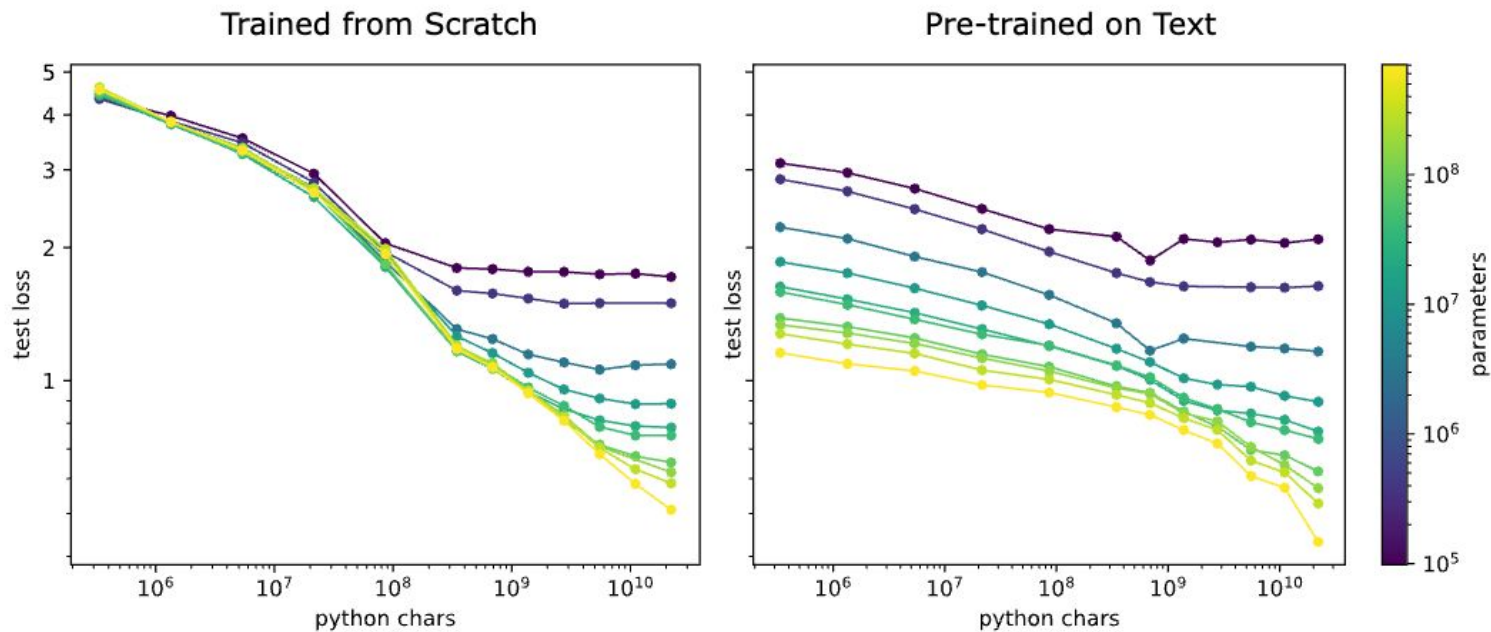 Trained from Scratch
Pre-trained on Text
5
4
3
2
1
test loss
10^6
10^7
10^8
10^9
10^10
python chars
test loss
10^6
10^7
10^8
10^9
10^10
python chars
10^8
10^7
10^6
10^5
parameters